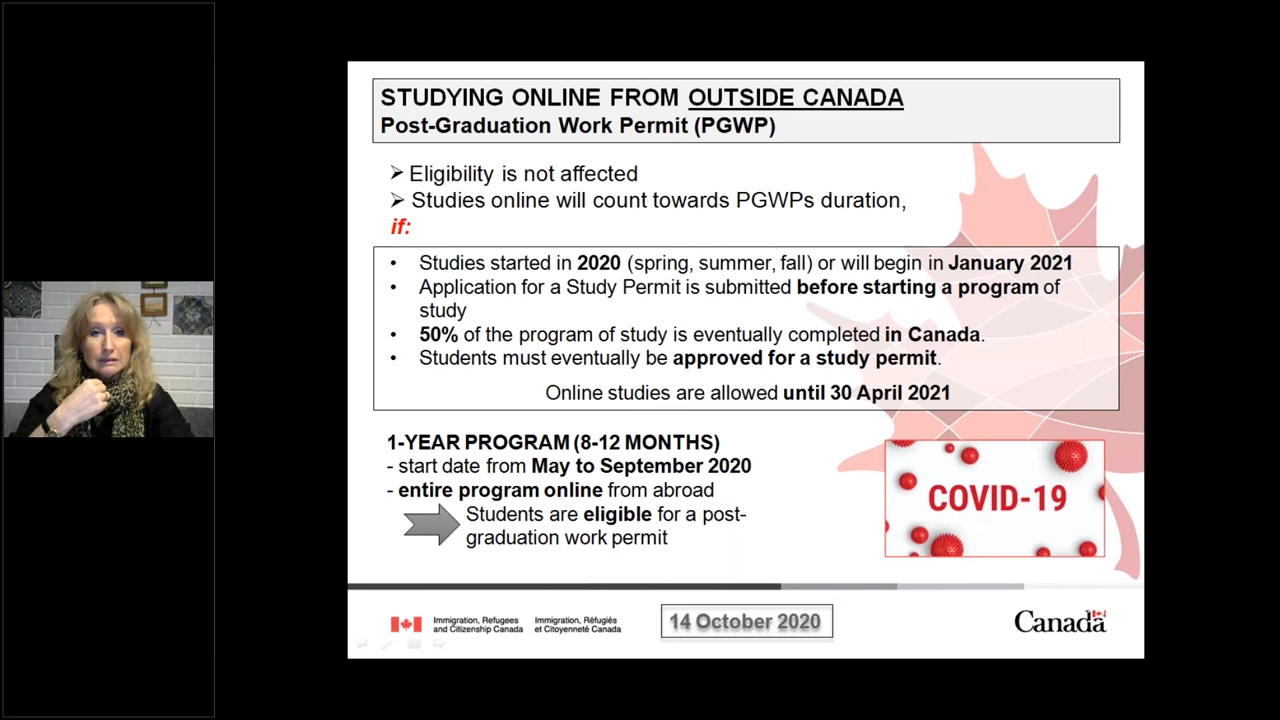 STUDYING ONLINE FROM OUTSIDE CANADA
Post-Graduation Work Permit (PGWP)
➢ Eligibility is not affected
➢ Studies online will count towards PGWPs duration,
if:
• Studies started in 2020 (spring, summer, fall) or will begin in January 2021
• Application for a Study Permit is submitted before starting a program of
study
• 50% of the program of study is eventually completed in Canada.
• Students must eventually be approved for a study permit.
Online studies are allowed until 30 April 2021
1-YEAR PROGRAM (8-12 MONTHS)
- start date from May to September 2020
- entire program online from abroad
Students are eligible for a post-
graduation work permit
COVID-19
Immigration, Refugees
and Citizenship Canada
Immigration, Réfugiés
et Citoyenneté Canada
14 October 2020
Canada